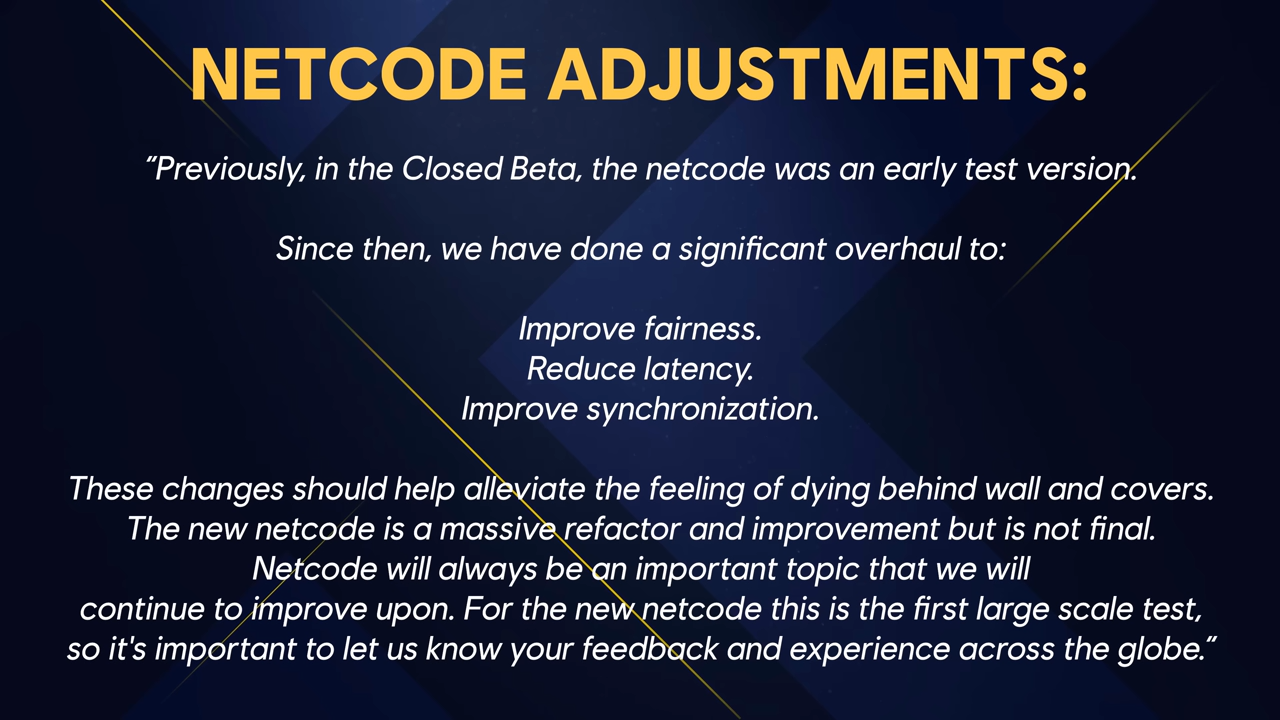 NETCODE ADJUSTMENTS:
“Previously, in the Closed Beta, the netcode was an early test version.
Since then, we have done a significant overhaul to:
Improve fairness.
Reduce latency.
Improve synchronization.
These changes should help alleviate the feeling of dying behind wall and covers.
The new netcode is a massive refactor and improvement but is not final.
Netcode will always be an important topic that we will
continue to improve upon. For the new netcode this is the first large scale test,
so it's important to let us know your feedback and experience across the globe.”